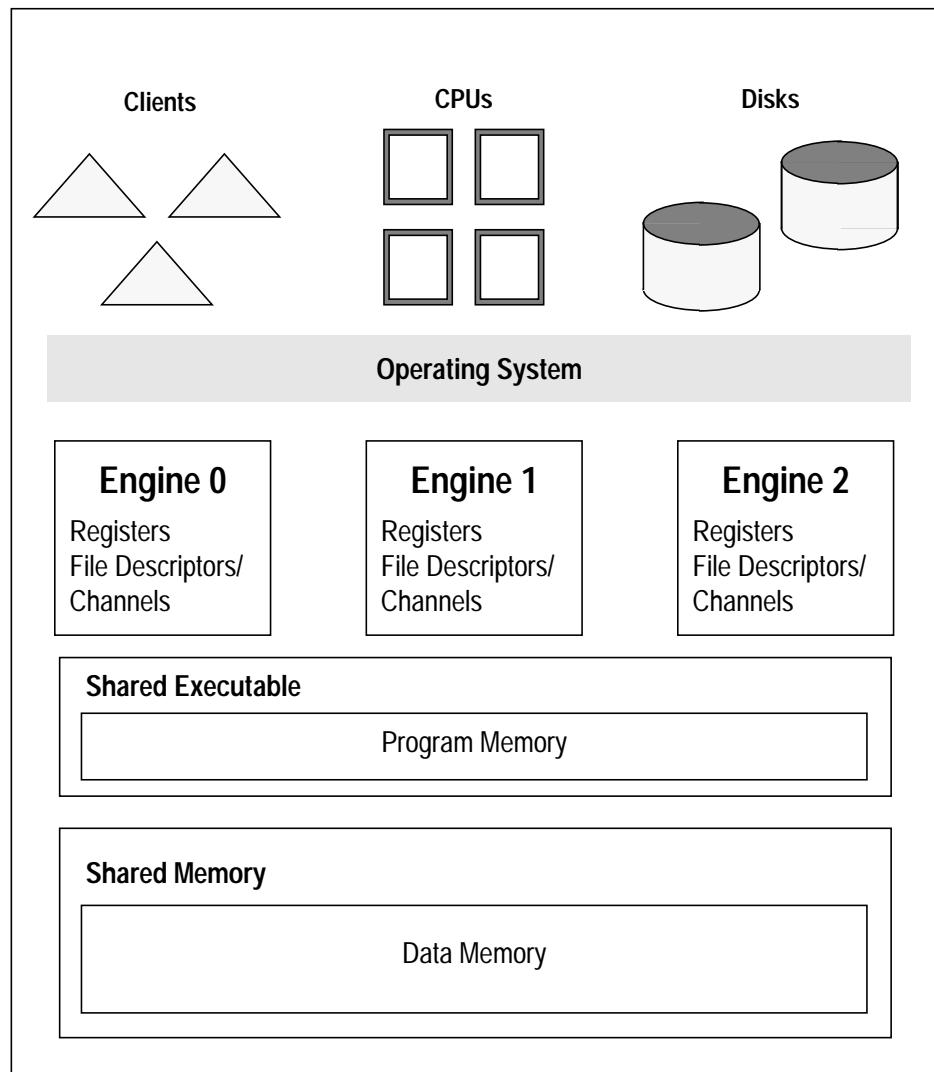 Clients
CPUs
Disks
Operating System
Engine 0
Registers
File Descriptors/
Channels
Engine 1
Registers
File Descriptors/
Channels
Engine 2
Registers
File Descriptors/
Channels
Shared Executable
Program Memory
Shared Memory
Data Memory